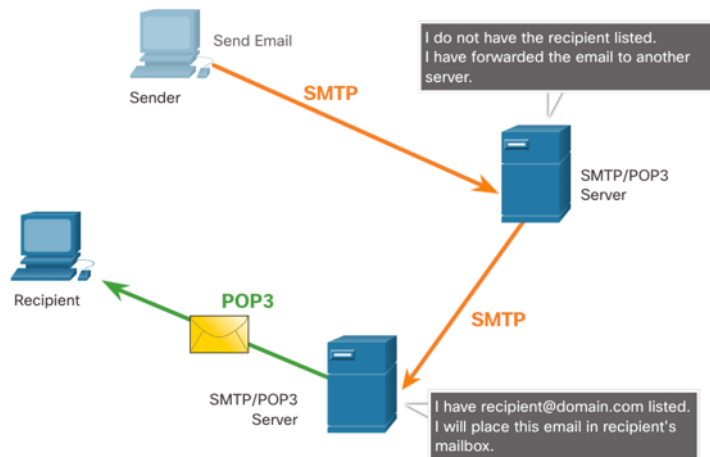 Send Email
Sender
SMTP
I do not have the recipient listed.
I have forwarded the email to another
server.
SMTP/POP3
Server
Recipient
POP3
SMTP
SMTP/POP3
Server
I have recipient@domain.com listed.
I will place this email in recipient's
mailbox.